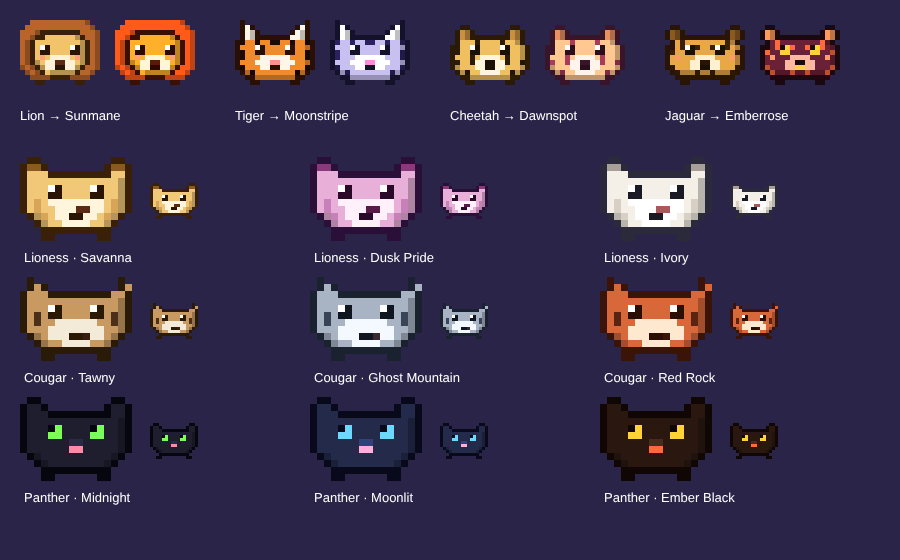 Lion → Sunmane
Tiger → Moonstripe
Cheetah → Dawnspot
Jaguar → Emberrose
Lioness · Savanna
Lioness · Dusk Pride
Lioness · Ivory
Cougar · Tawny
Cougar · Ghost Mountain
Cougar · Red Rock
Panther · Midnight
Panther · Moonlit
Panther · Ember Black